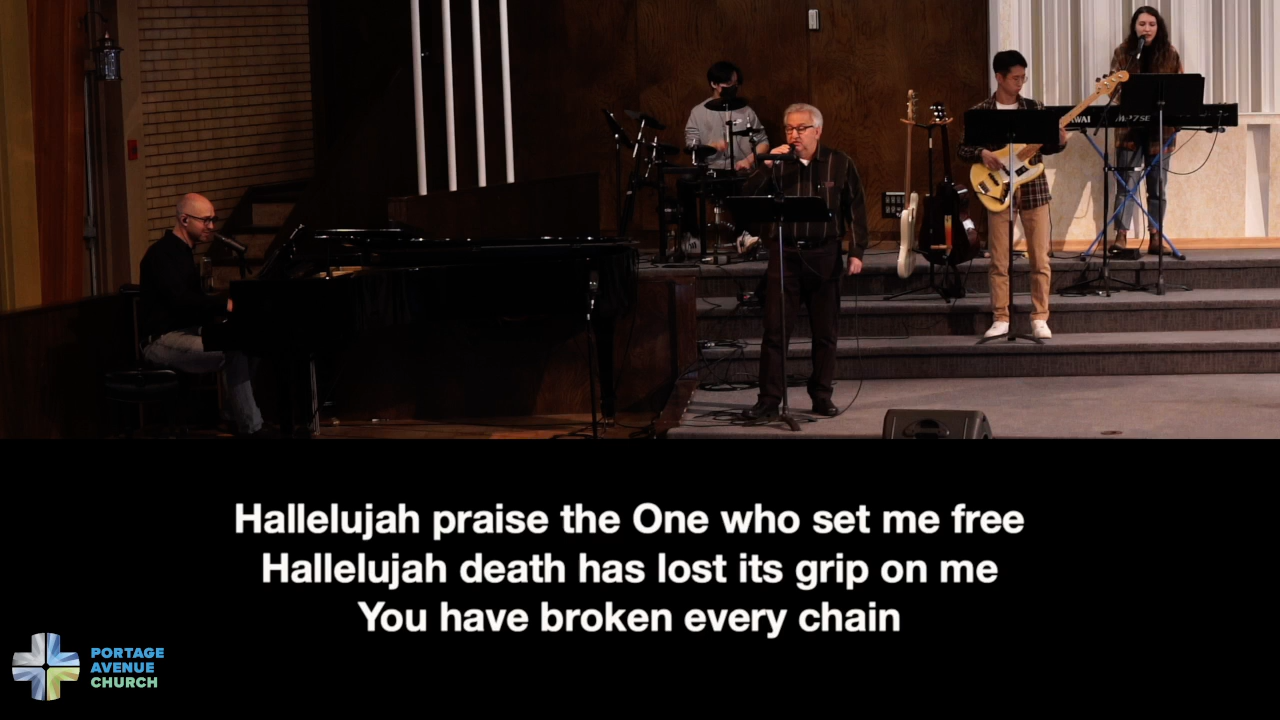 KAWAI
Hallelujah praise the One who set me free
Hallelujah death has lost its grip on me
You have broken every chain
PORTAGE
AVENUE
CHURCH